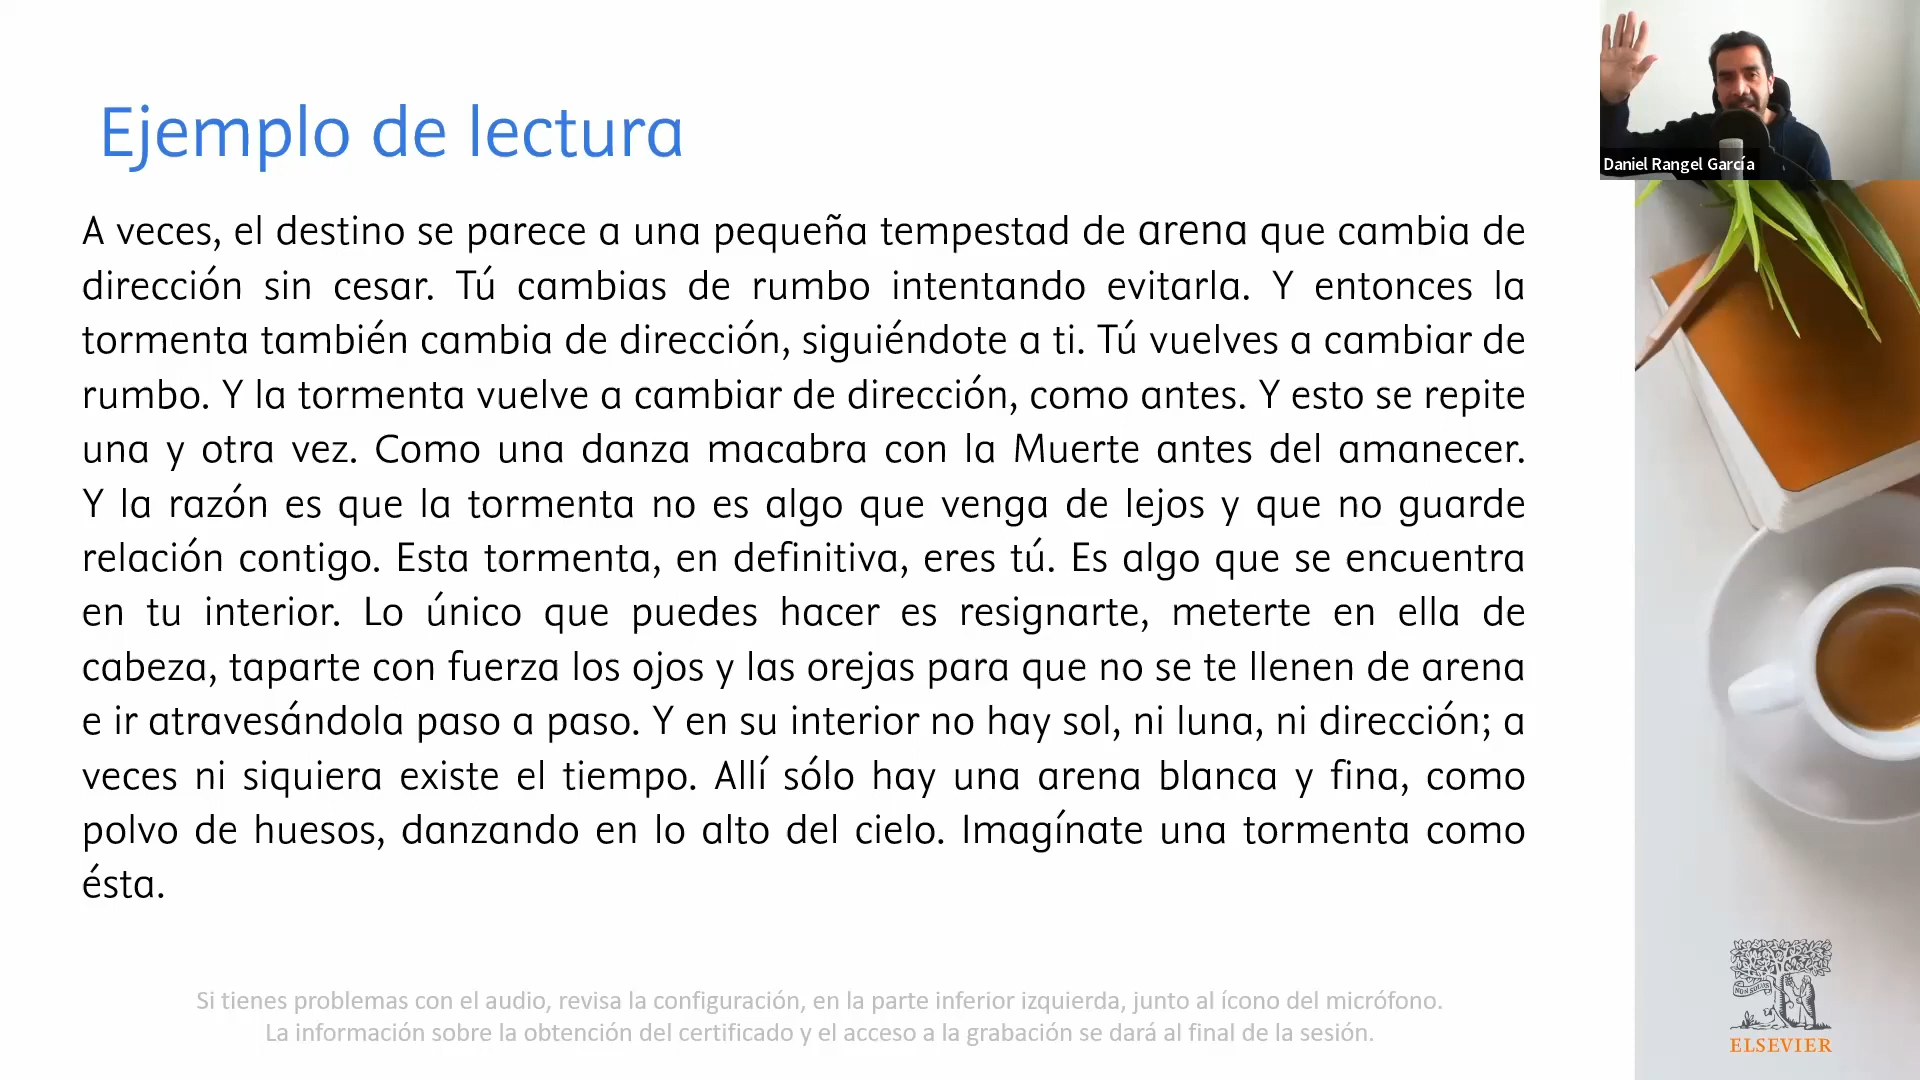 Ejemplo de lectura
Daniel Rangel García
A veces, el destino se parece a una pequeña tempestad de arena que cambia de
dirección sin cesar. Tú cambias de rumbo intentando evitarla. Y entonces la
tormenta también cambia de dirección, siguiéndote a ti. Tú vuelves a cambiar de
rumbo. Y la tormenta vuelve a cambiar de dirección, como antes. Y esto se repite
una y otra vez. Como una danza macabra con la Muerte antes del amanecer.
Y la razón es que la tormenta no es algo que venga de lejos y que no guarde
relación contigo. Esta tormenta, en definitiva, eres tú. Es algo que se encuentra
en tu interior. Lo único que puedes hacer es resignarte, meterte en ella de
cabeza, taparte con fuerza los ojos y las orejas para que no se te llenen de arena
e ir atravesándola paso a paso. Y en su interior no hay sol, ni luna, ni dirección; a
veces ni siquiera existe el tiempo. Allí sólo hay una arena blanca y fina, como
polvo de huesos, danzando en lo alto del cielo. Imagínate una tormenta como
ésta.
Si tienes problemas con el audio, revisa la configuración, en la parte inferior izquierda, junto al ícono del micrófono.
La información sobre la obtención del certificado y el acceso a la grabación se dará al final de la sesión.
NON SOLUS
ELSEVIER